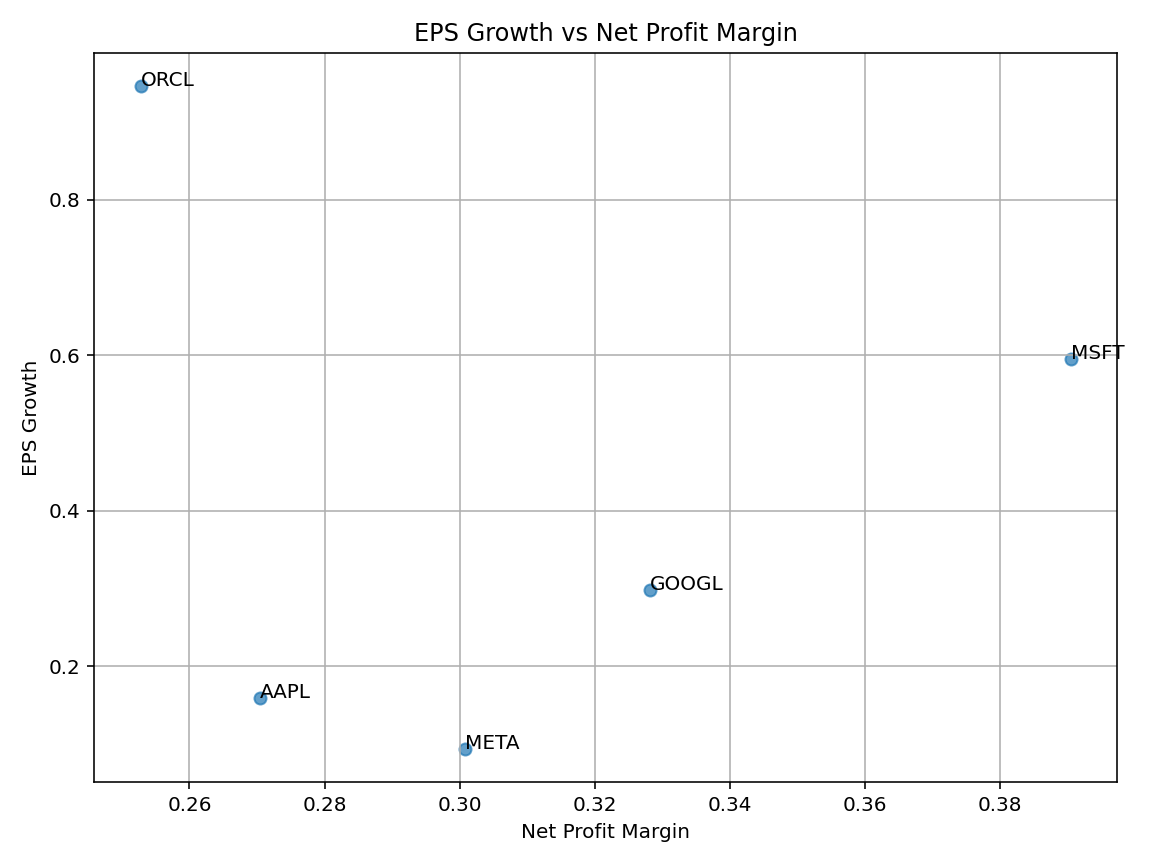 EPS Growth vs Net Profit Margin
ORCL
0.8
MSFT
0.6
EPS Growth
0.4
GOOGL
0.2
AAPL
META
0.26 0.28 0.30 0.32 0.34 0.36 0.38
Net Profit Margin